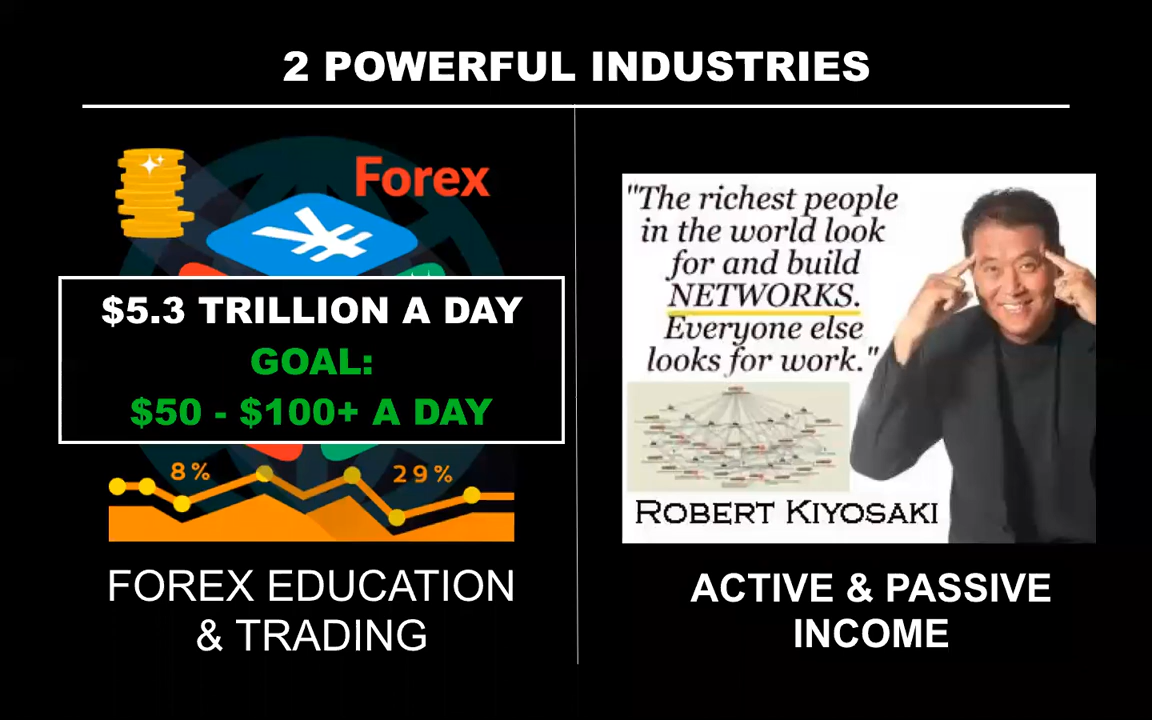 2 POWERFUL INDUSTRIES
Forex
$5.3 TRILLION A DAY
GOAL:
$50 - $100+ A DAY
8%
29%
FOREX EDUCATION
& TRADING
"The richest people
in the world look
for and build
NETWORKS.
Everyone else
looks for work."
ROBERT KIYOSAKI
ACTIVE & PASSIVE
INCOME